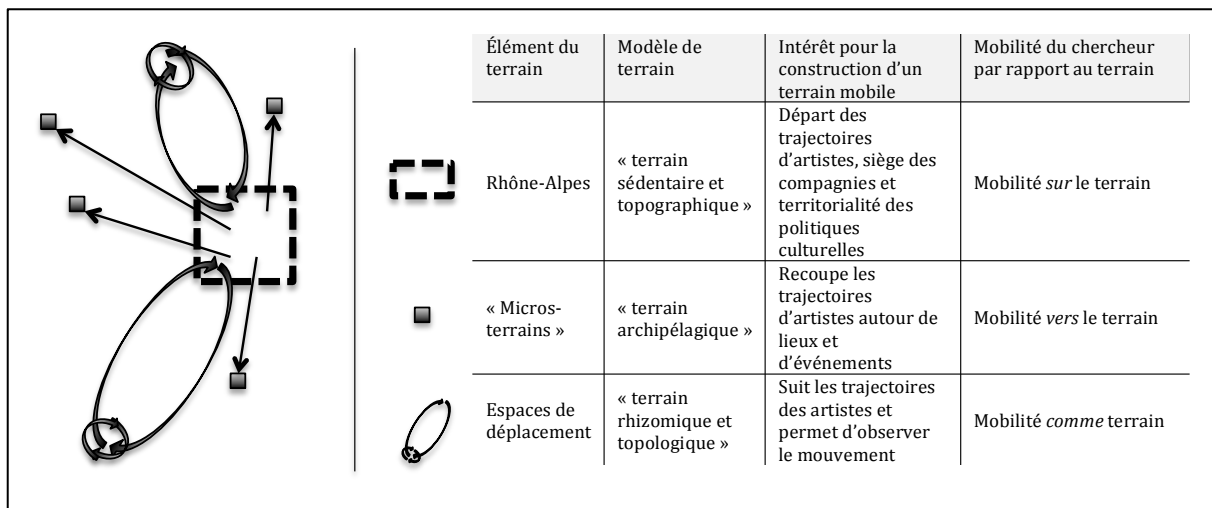 Élément du
terrain
Modèle de
terrain
Intérêt pour la
construction d'un
terrain mobile
Mobilité du chercheur
par rapport au terrain
Rhône-Alpes
« terrain
sédentaire et
topographique »
Départ des
trajectoires
d'artistes, siège des
compagnies et
territorialité des
politiques
culturelles
Mobilité sur le terrain
« Micros-
terrains »
« terrain
archipélagique »
Recoupe les
trajectoires
d'artistes autour de
lieux et
d'événements
Mobilité vers le terrain
Espaces de
déplacement
« terrain
rhizomique et
topologique »
Suit les trajectoires
des artistes et
permet d'observer
le mouvement
Mobilité comme terrain